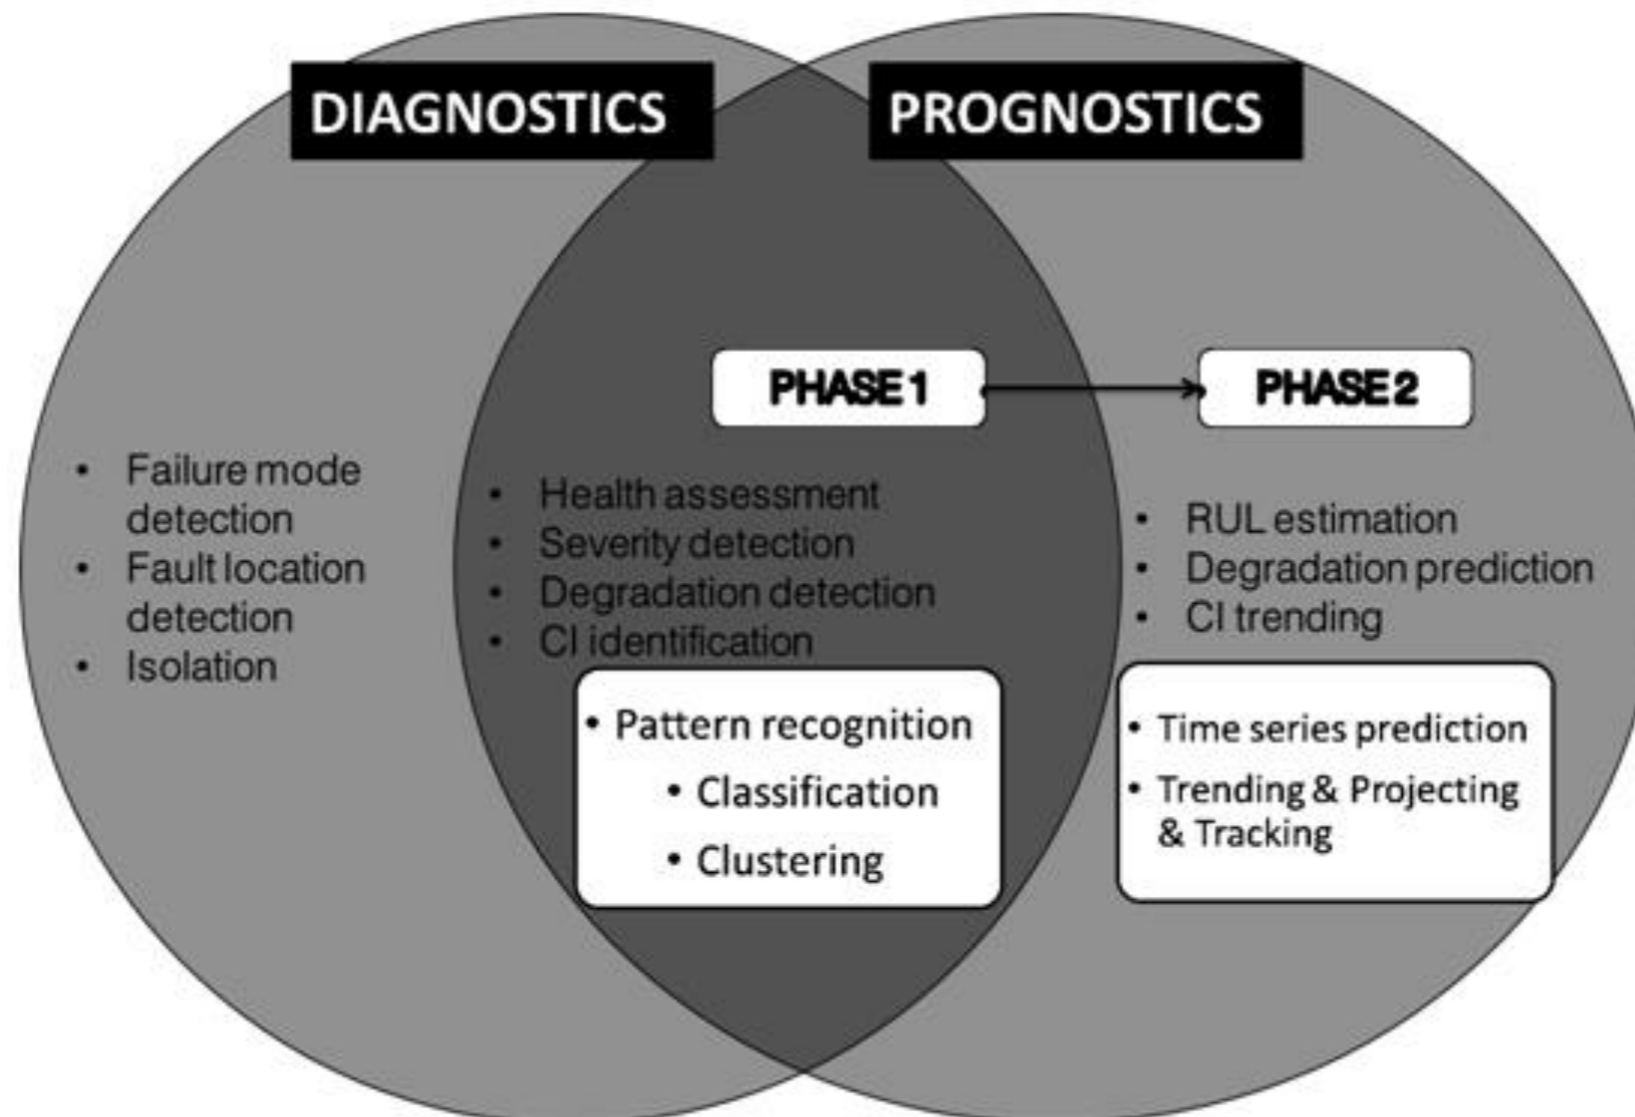 DIAGNOSTICS
PROGNOSTICS
PHASE 1
PHASE 2
• Failure mode
detection
• Fault location
detection
• Isolation
• Health assessment
• Severity detection
• Degradation detection
• CI identification
• Pattern recognition
• Classification
• Clustering
• RUL estimation
• Degradation prediction
• CI trending
• Time series prediction
• Trending & Projecting
& Tracking